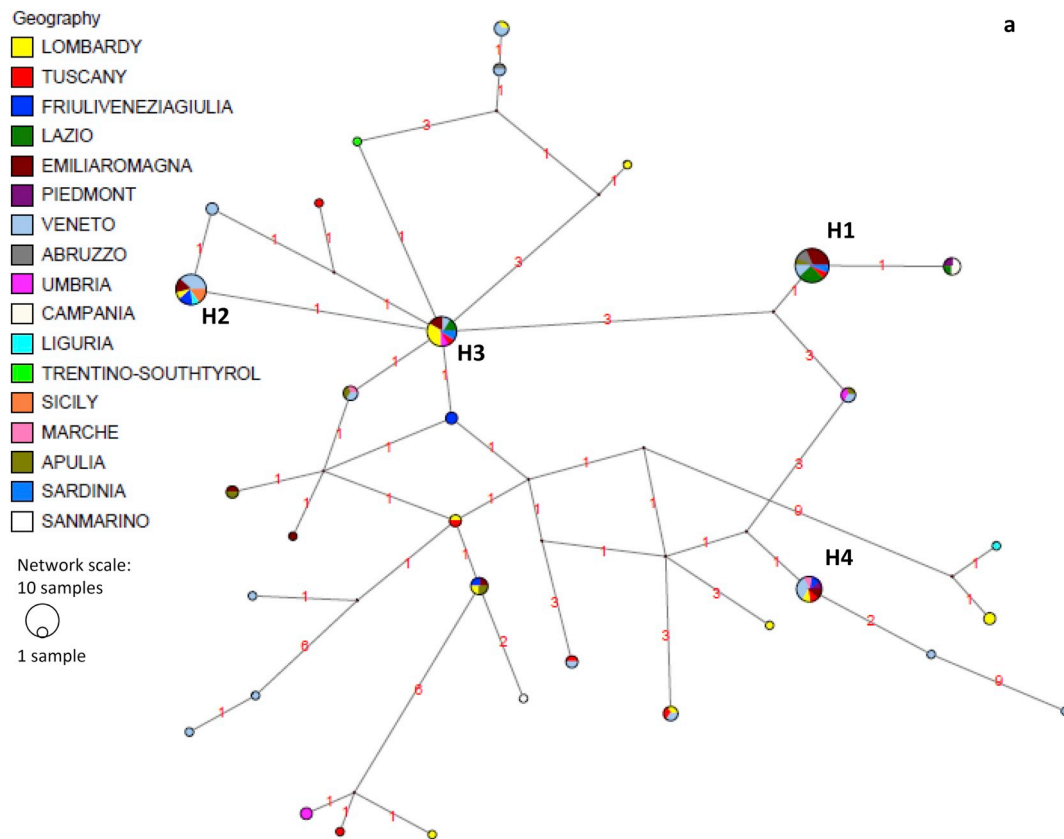 a
Geography
LOMBARDY
TUSCANY
FRIULIVENEZIAGIULIA
LAZIO
EMILIAROMAGNA
PIEDMONT
VENETO
ABRUZZO
UMBRIA
CAMPANIA
LIGURIA
TRENTINO-SOUTHTYROL
SICILY
MARCHE
APULIA
SARDINIA
SANMARINO
Network scale:
10 samples
1 sample
1
1
3
1
1
H1
1
1
1
1
3
1
1
1
1
H2
3
H3
3
1
1
1
1
1
1
3
1
1
1
1
1
1
9
1
1
1
H4
1
1
1
3
1
1
3
2
3
2
6
9
6
1
1
1
1